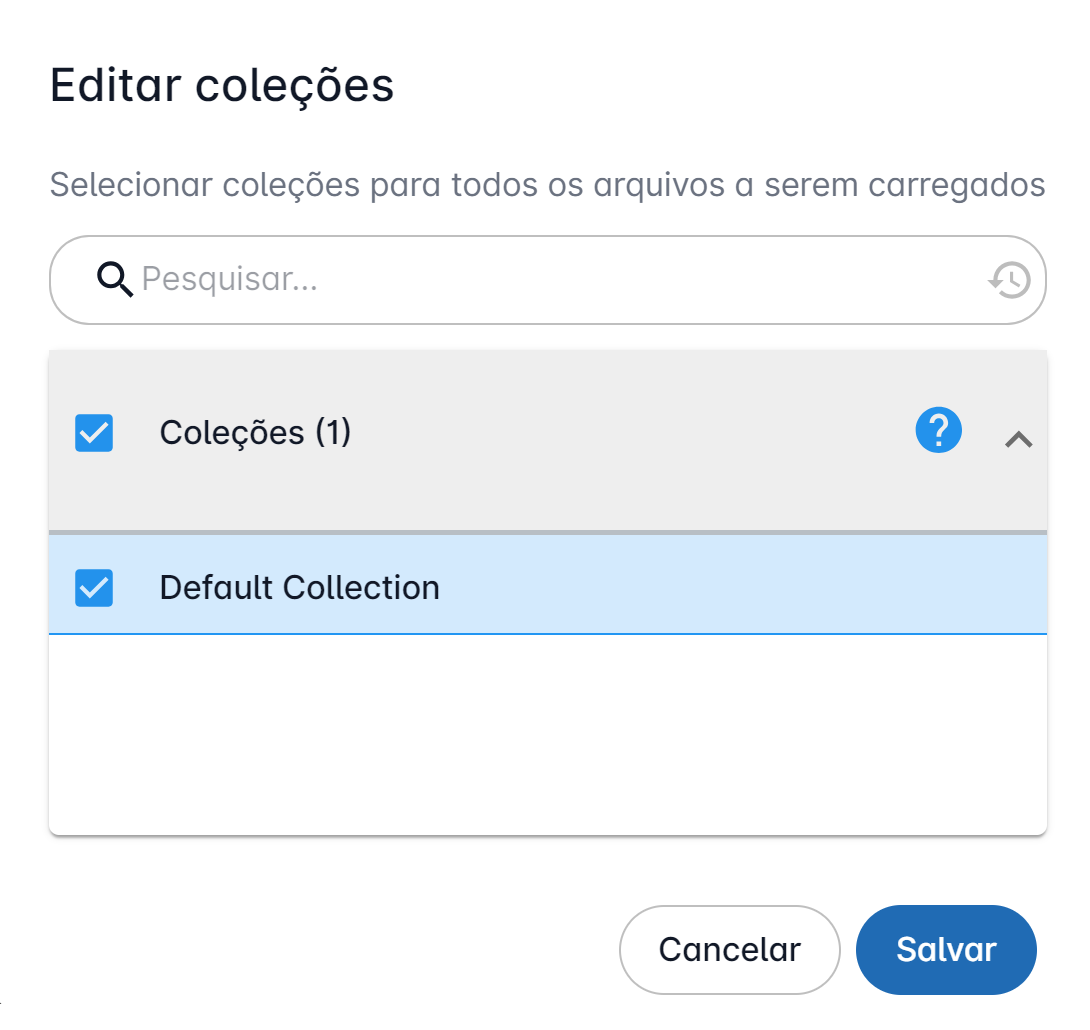 Editar coleções
Selecionar coleções para todos os arquivos a serem carregados
Pesquisar...
Coleções (1)
?
Default Collection
Cancelar
Salvar